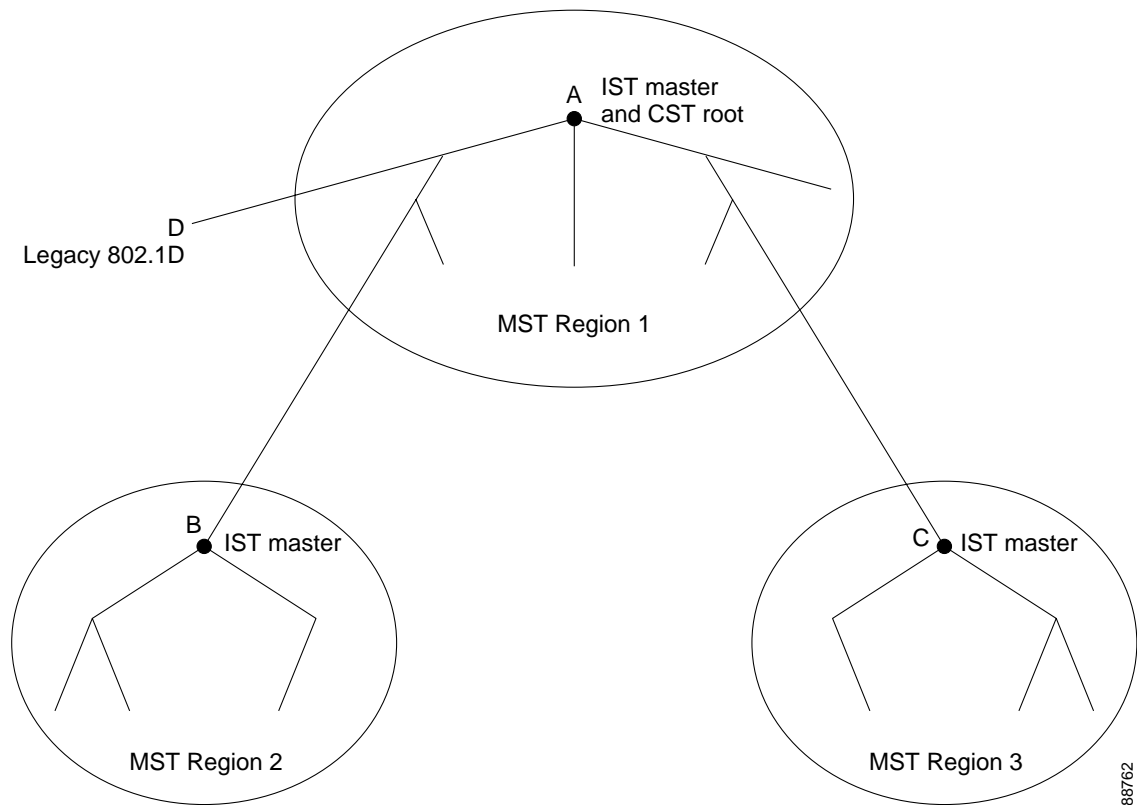 A
IST master
and CST root
D
Legacy 802.1D
MST Region 1
B
IST master
C
IST master
MST Region 2
MST Region 3
88762